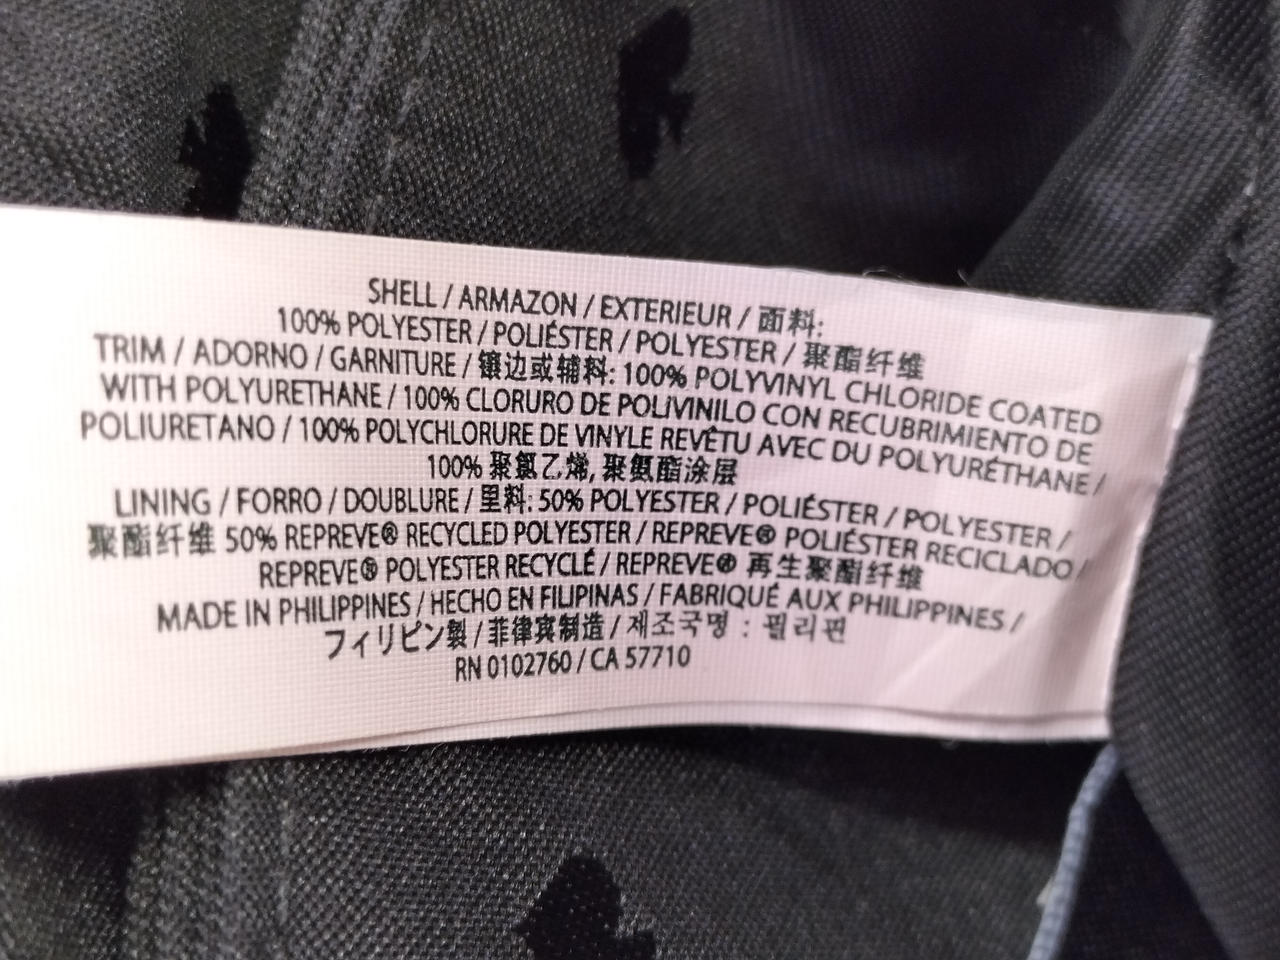 SHELL / ARMAZON / EXTERIEUR / 面料:
100% POLYESTER / POLIÉSTER / POLYESTER / 聚酯纤维
TRIM / ADORNO / GARNITURE / 镶边或辅料: 100% POLYVINYL CHLORIDE COATED
WITH POLYURETHANE / 100% CLORURO DE POLIVINILO CON RECUBRIMIENTO DE
POLIURETANO / 100% POLYCHLORURE DE VINYLE REVÊTU AVEC DU POLYURÉTHANE /
100% 聚氯乙烯, 聚氨酯涂层
LINING / FORRO / DOUBLURE / 里料: 50% POLYESTER / POLIÉSTER / POLYESTER /
聚酯纤维 50% REPREVE® RECYCLED POLYESTER / REPREVE® POLIÉSTER RECICLADO /
REPREVE® POLYESTER RECYCLÉ / REPREVE® 再生聚酯纤维
MADE IN PHILIPPINES / HECHO EN FILIPINAS / FABRIQUÉ AUX PHILIPPINES /
フィリピン製 / 菲律宾制造 / 제조국명 : 필리핀
RN 0102760 / CA 57710